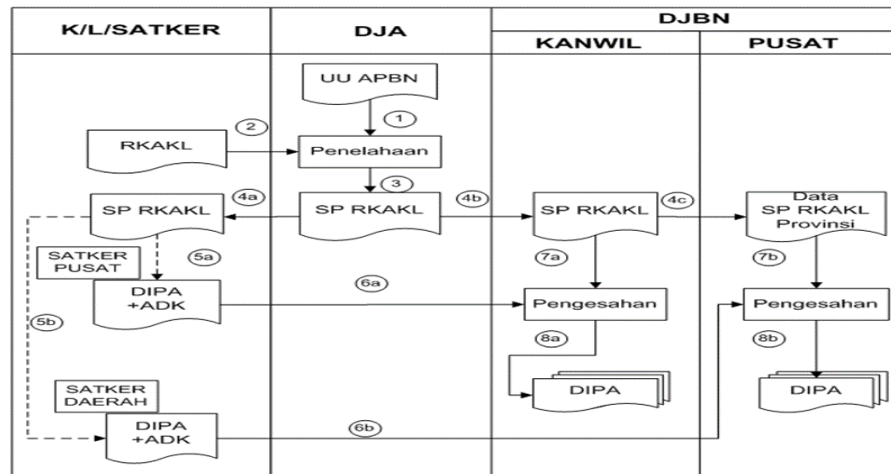 K/L/SATKER
DJA
DJBN
KANWIL
PUSAT
UU APBN
1
2
RKAKL
Penelahaan
3
4a
4b
4c
SP RKAKL
SP RKAKL
SP RKAKL
Data
SP RKAKL
Provinsi
5a
7a
7b
SATKER
PUSAT
DIPA
+ADK
6a
Pengesahan
Pengesahan
5b
8a
8b
DIPA
DIPA
SATKER
DAERAH
DIPA
+ADK
6b